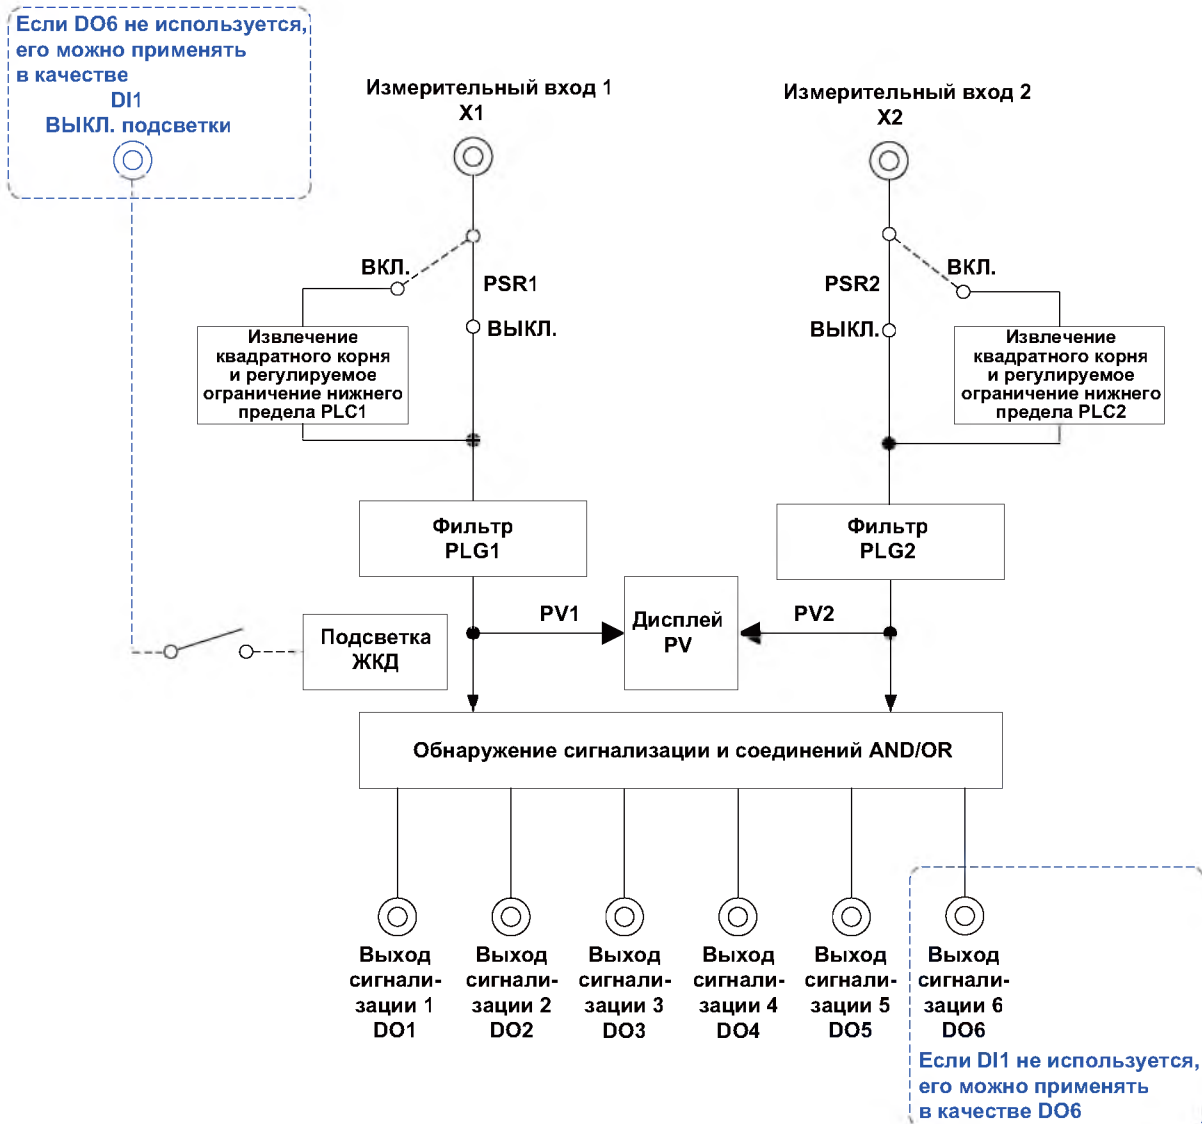 Если DO6 не используется,
его можно применять
в качестве
DI1
ВЫКЛ. подсветки
Измерительный вход 1
X1
Измерительный вход 2
X2
ВКЛ.
PSR1
ВЫКЛ.
PSR2
ВКЛ.
ВЫКЛ.
Извлечение
квадратного корня
и регулируемое
ограничение нижнего
предела PLC1
Извлечение
квадратного корня
и регулируемое
ограничение нижнего
предела PLC2
Фильтр
PLG1
Фильтр
PLG2
PV1
Дисплей
PV
PV2
Подсветка
ЖКД
Обнаружение сигнализации и соединений AND/OR
Выход
сигнали-
зации 1
DO1
Выход
сигнали-
зации 2
DO2
Выход
сигнали-
зации 3
DO3
Выход
сигнали-
зации 4
DO4
Выход
сигнали-
зации 5
DO5
Выход
сигнали-
зации 6
DO6
Если DI1 не используется,
его можно применять
в качестве DO6